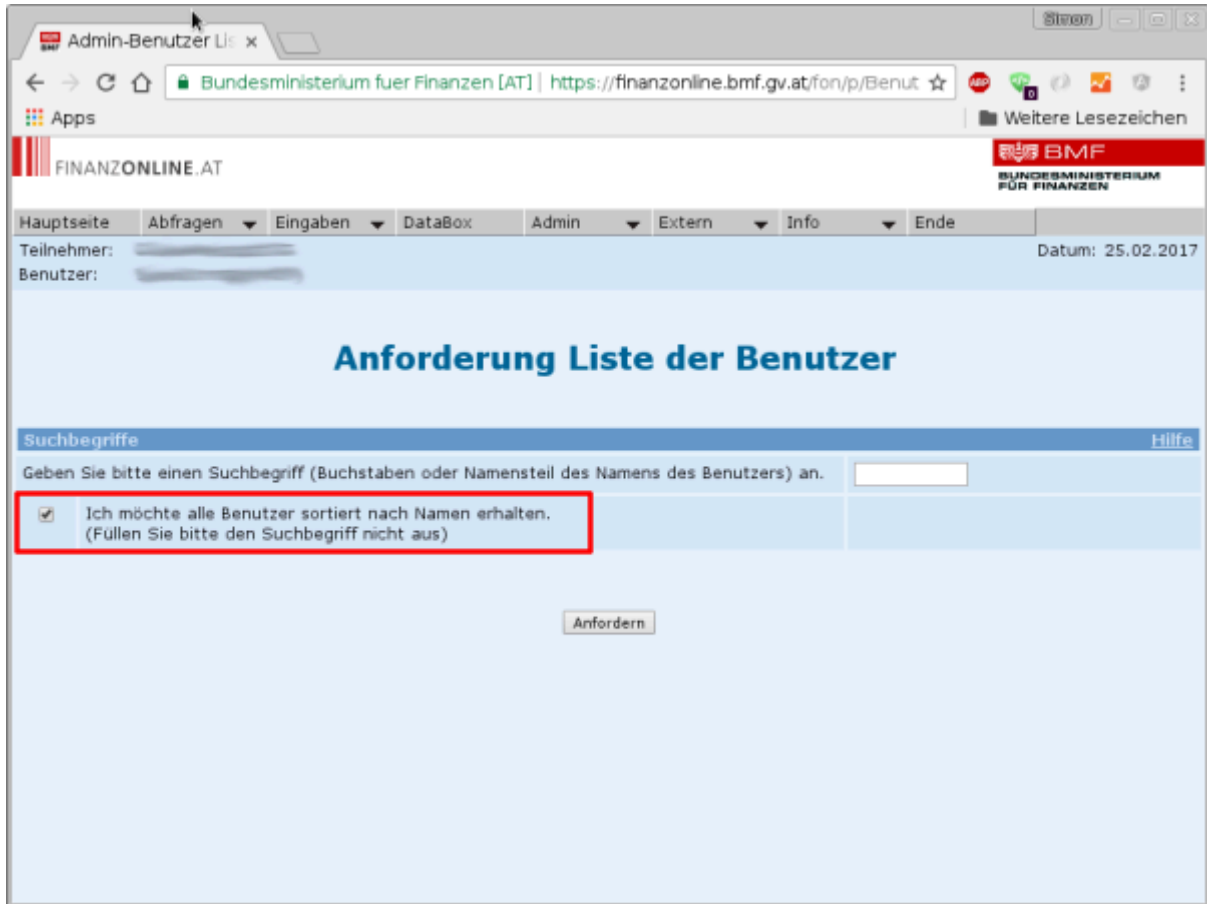 Simon
Admin-Benutzer Lis
Bundesministerium fuer Finanzen [AT] | https://finanzonline.bmf.gv.at/fon/p/Benut
ABP
0
Apps
Weitere Lesezeichen
FINANZONLINE.AT
BMF
BUNDESMINISTERIUM
FÜR FINANZEN
Hauptseite Abfragen Eingaben DataBox Admin Extern Info Ende
Teilnehmer:
Datum: 25.02.2017
Benutzer:
Anforderung Liste der Benutzer
Suchbegriffe Hilfe
Geben Sie bitte einen Suchbegriff (Buchstaben oder Namensteil des Namens des Benutzers) an.
Ich möchte alle Benutzer sortiert nach Namen erhalten.
(Füllen Sie bitte den Suchbegriff nicht aus)
Anfordern